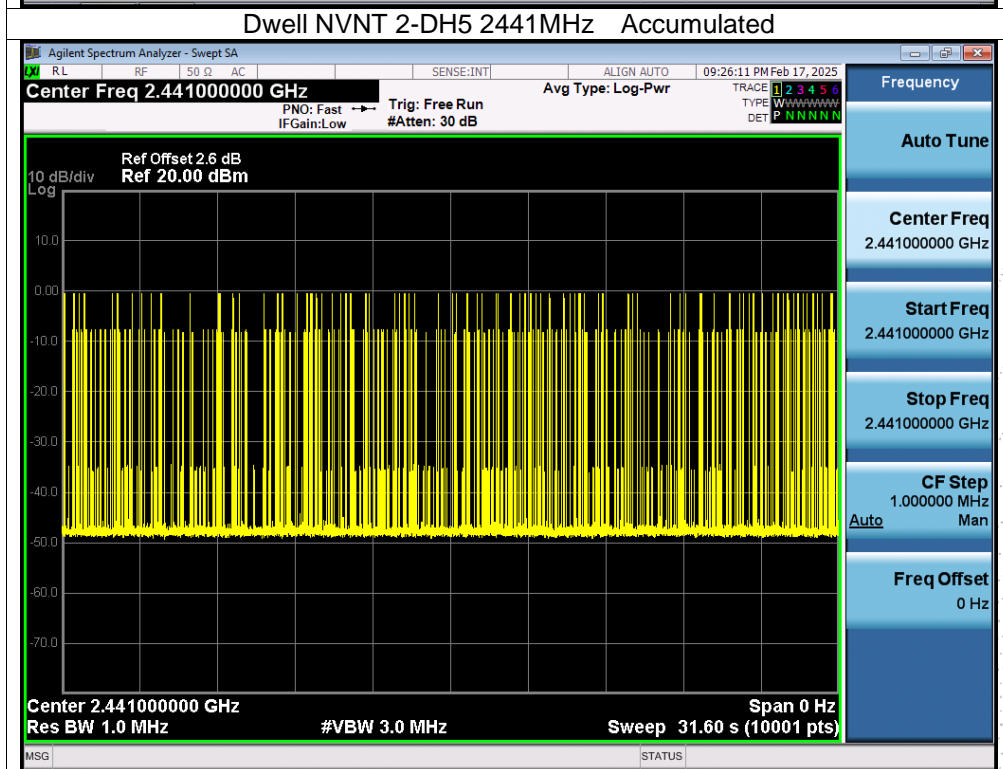 Dwell NVNT 2-DH5 2441MHz Accumulated
Agilent Spectrum Analyzer - Swept SA
LXI RL RF 50 Ω AC SENSE:INT ALIGN AUTO 09:26:11 PM Feb 17, 2025
Center Freq 2.441000000 GHz
PNO: Fast
IFGain:Low
Trig: Free Run
#Atten: 30 dB
Avg Type: Log-Pwr
TRACE 1 2 3 4 5 6
TYPE WWWWWWW
DET P N N N N N
Frequency
Auto Tune
Center Freq
2.441000000 GHz
Start Freq
2.441000000 GHz
Stop Freq
2.441000000 GHz
CF Step
1.000000 MHz
Auto Man
Freq Offset
0 Hz
Ref Offset 2.6 dB
10 dB/div Ref 20.00 dBm
Log
10.0
0.00
-10.0
-20.0
-30.0
-40.0
-50.0
-60.0
-70.0
Center 2.441000000 GHz Span 0 Hz
Res BW 1.0 MHz #VBW 3.0 MHz Sweep 31.60 s (10001 pts)
MSG STATUS